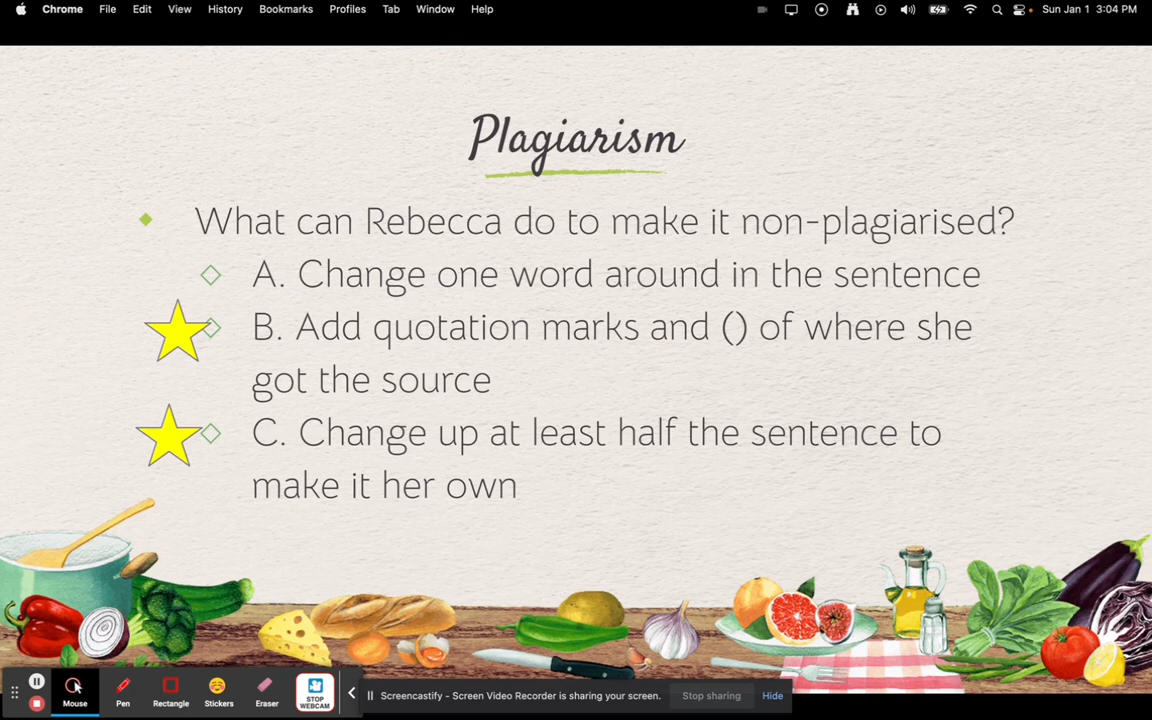 Chrome File Edit View History Bookmarks Profiles Tab Window Help Sun Jan 1 3:04 PM
Plagiarism
What can Rebecca do to make it non-plagiarised?
A. Change one word around in the sentence
B. Add quotation marks and () of where she
got the source
C. Change up at least half the sentence to
make it her own
Mouse Pen Rectangle Stickers Eraser STOP WEBCAM
Screencastify - Screen Video Recorder is sharing your screen. Stop sharing Hide